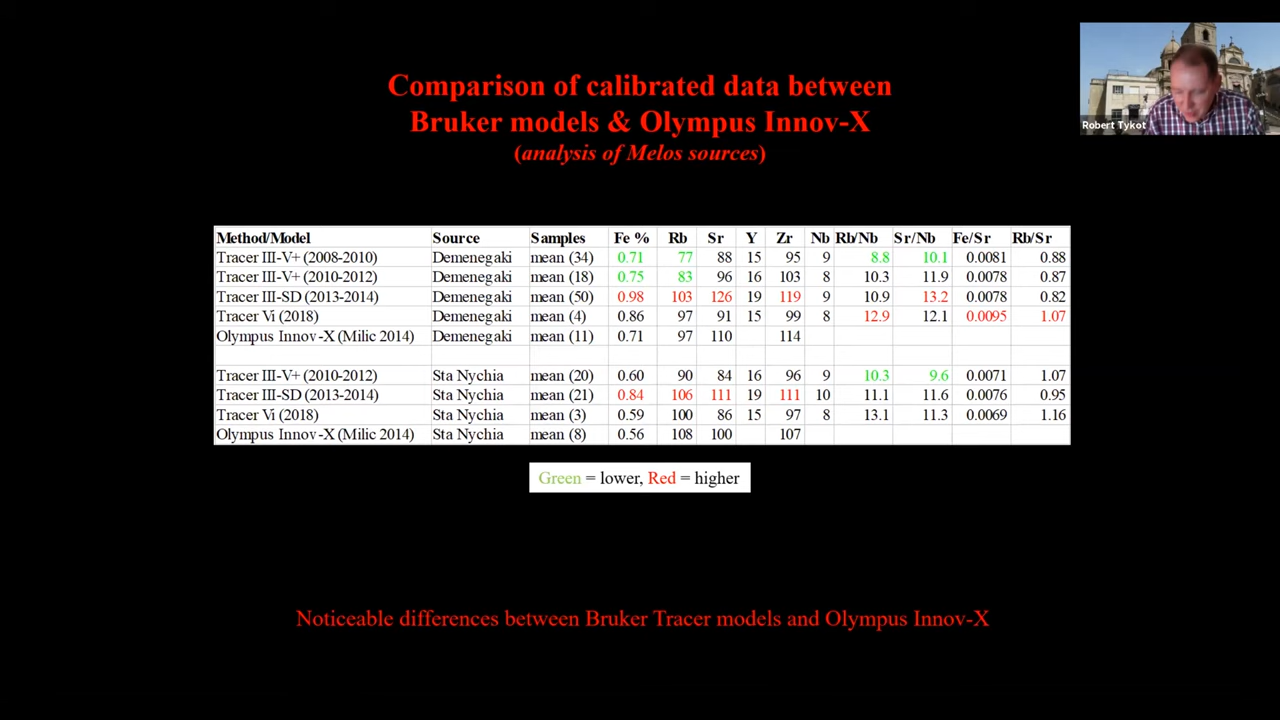 Comparison of calibrated data between
Bruker models & Olympus Innov-X
(analysis of Melos sources)
Robert Tykot
Method/Model Source Samples Fe % Rb Sr Y Zr Nb Rb/Nb Sr/Nb Fe/Sr Rb/Sr
Tracer III-V+ (2008-2010) Demenegaki mean (34) 0.71 77 88 15 95 9 8.8 10.1 0.0081 0.88
Tracer III-V+ (2010-2012) Demenegaki mean (18) 0.75 83 96 16 103 8 10.3 11.9 0.0078 0.87
Tracer III-SD (2013-2014) Demenegaki mean (50) 0.98 103 126 19 119 9 10.9 13.2 0.0078 0.82
Tracer Vi (2018) Demenegaki mean (4) 0.86 97 91 15 99 8 12.9 12.1 0.0095 1.07
Olympus Innov-X (Milic 2014) Demenegaki mean (11) 0.71 97 110 114
Tracer III-V+ (2010-2012) Sta Nychia mean (20) 0.60 90 84 16 96 9 10.3 9.6 0.0071 1.07
Tracer III-SD (2013-2014) Sta Nychia mean (21) 0.84 106 111 19 111 10 11.1 11.6 0.0076 0.95
Tracer Vi (2018) Sta Nychia mean (3) 0.59 100 86 15 97 8 13.1 11.3 0.0069 1.16
Olympus Innov-X (Milic 2014) Sta Nychia mean (8) 0.56 108 100 107
Green = lower, Red = higher
Noticeable differences between Bruker Tracer models and Olympus Innov-X